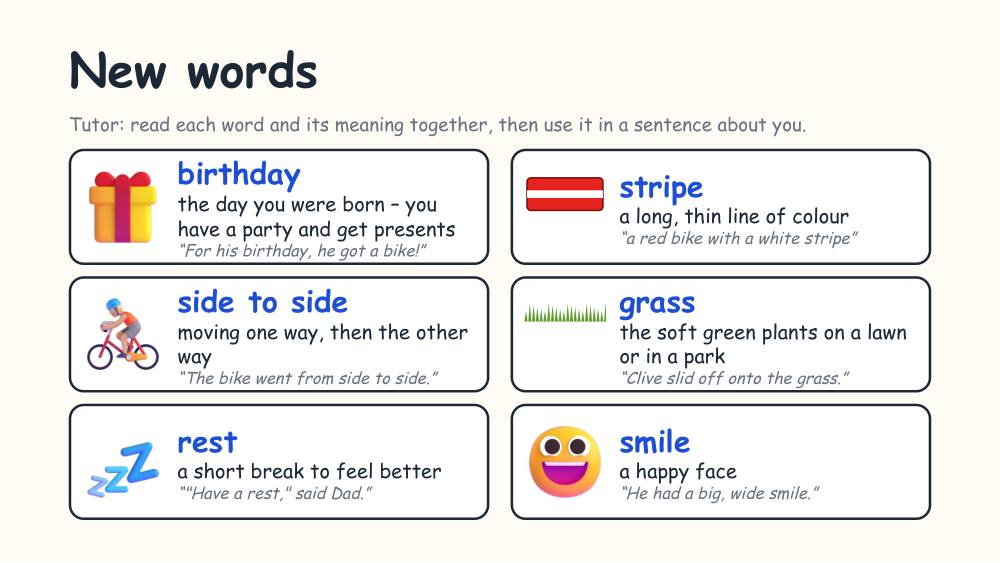 New words
Tutor: read each word and its meaning together, then use it in a sentence about you.
birthday
the day you were born – you
have a party and get presents
"For his birthday, he got a bike!"
stripe
a long, thin line of colour
"a red bike with a white stripe"
side to side
moving one way, then the other
way
"The bike went from side to side."
grass
the soft green plants on a lawn
or in a park
"Clive slid off onto the grass."
rest
a short break to feel better
""Have a rest," said Dad."
smile
a happy face
"He had a big, wide smile."